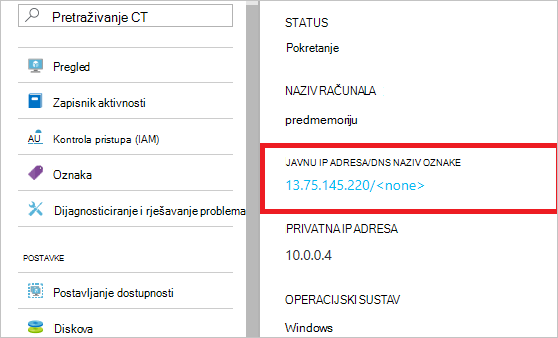 Pretraživanje CT
Pregled
Zapisnik aktivnosti
Kontrola pristupa (IAM)
Oznaka
Dijagnosticiranje i rješavanje problema
POSTAVKE
Postavljanje dostupnosti
Diskova
STATUS
Pokretanje
NAZIV RAČUNALA
predmemoriju
JAVNU IP ADRESA/DNS NAZIV OZNAKE
13.75.145.220/<none>
PRIVATNA IP ADRESA
10.0.0.4
OPERACIJSKI SUSTAV
Windows